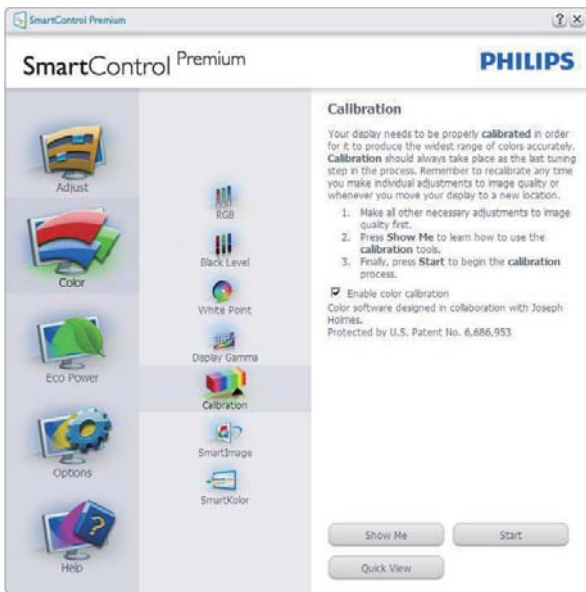 SmartControl Premium
SmartControl Premium
PHILIPS
Adjust
Color
Eco Power
Options
Help
RGB
Black Level
White Point
Display Gamma
Calibration
SmartImage
SmartKolor
Calibration
Your display needs to be properly calibrated in order
for it to produce the widest range of colors accurately.
Calibration should always take place as the last tuning
step in the process. Remember to recalibrate any time
you make individual adjustments to image quality or
whenever you move your display to a new location.
1. Make all other necessary adjustments to image
quality first.
2. Press Show Me to learn how to use the
calibration tools.
3. Finally, press Start to begin the calibration
process.
Enable color calibration
Color software designed in collaboration with Joseph
Holmes.
Protected by U.S. Patent No. 6,686,953
Show Me
Start
Quick View